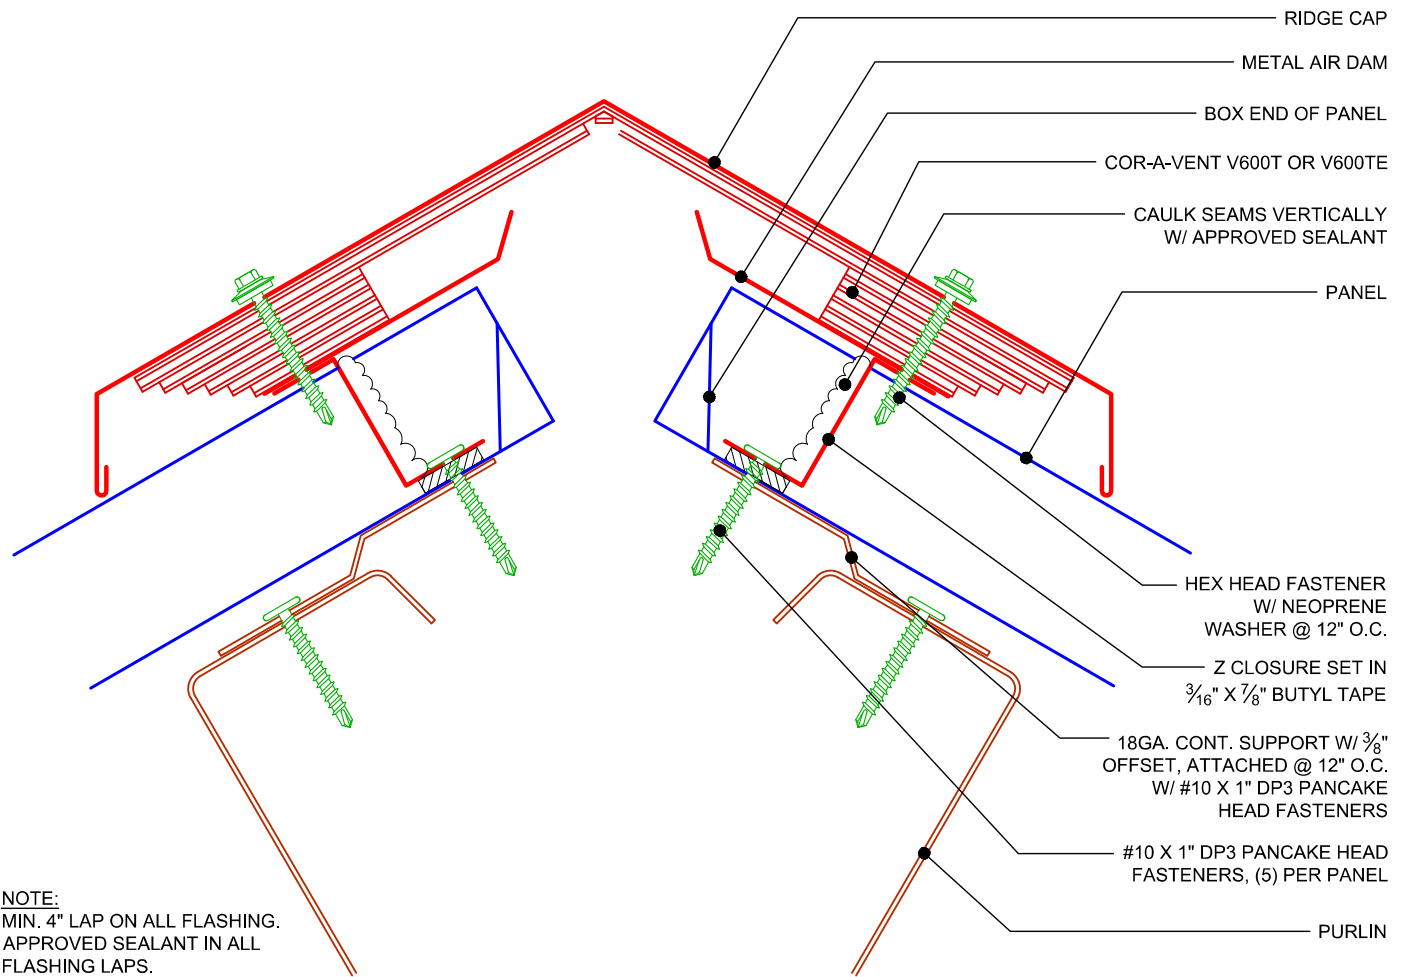 RIDGE CAP
METAL AIR DAM
BOX END OF PANEL
COR-A-VENT V600T OR V600TE
CAULK SEAMS VERTICALLY
W/ APPROVED SEALANT
PANEL
HEX HEAD FASTENER
W/ NEOPRENE
WASHER @ 12" O.C.
Z CLOSURE SET IN
3/16" X 7/8" BUTYL TAPE
18GA. CONT. SUPPORT W/ 3/8"
OFFSET, ATTACHED @ 12" O.C.
W/ #10 X 1" DP3 PANCAKE
HEAD FASTENERS
#10 X 1" DP3 PANCAKE HEAD
FASTENERS, (5) PER PANEL
PURLIN
NOTE:
MIN. 4" LAP ON ALL FLASHING.
APPROVED SEALANT IN ALL
FLASHING LAPS.